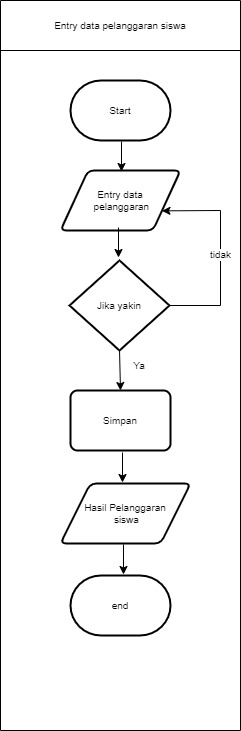 Entry data pelanggaran siswa
Start
Entry data
pelanggaran
tidak
Jika yakin
Ya
Simpan
Hasil Pelanggaran
siswa
end